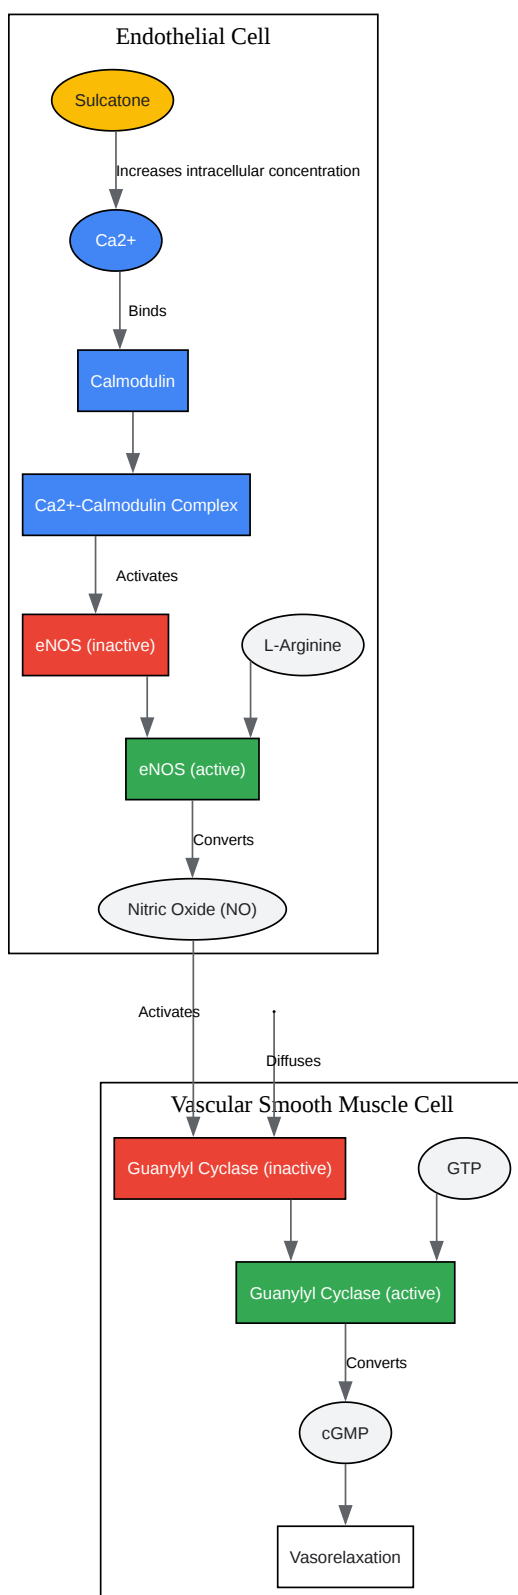 Endothelial Cell
Sulcatone
Increases intracellular concentration
Ca2+
Binds
Calmodulin
Ca2+-Calmodulin Complex
Activates
eNOS (inactive)
L-Arginine
eNOS (active)
Converts
Nitric Oxide (NO)
Activates
Diffuses
Vascular Smooth Muscle Cell
Guanylyl Cyclase (inactive)
GTP
Guanylyl Cyclase (active)
Converts
cGMP
Vasorelaxation